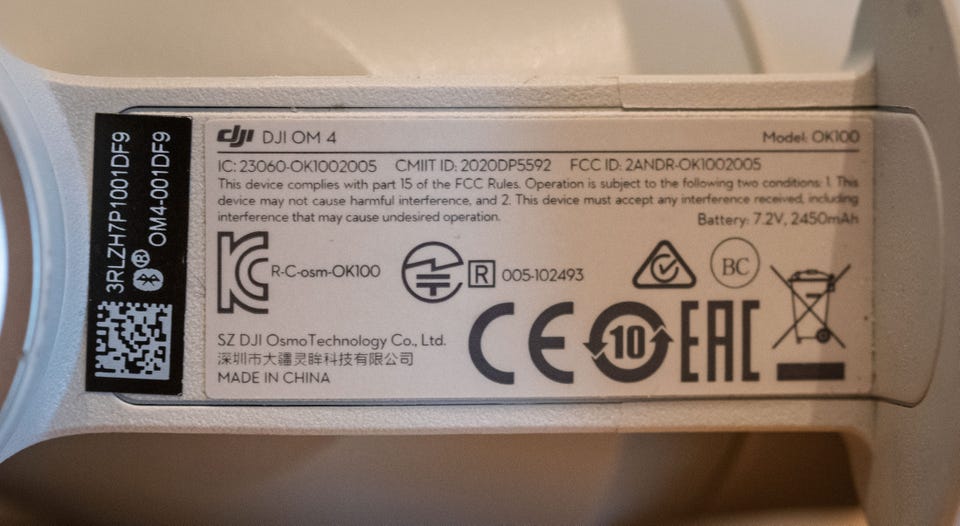 3RLZH7P1001DF9
OM4-001DF9
dji DJI OM 4
Model: OK100
IC: 23060-OK1002005 CMIIT ID: 2020DP5592 FCC ID: 2ANDR-OK1002005
This device complies with part 15 of the FCC Rules. Operation is subject to the following two conditions: 1. This
device may not cause harmful interference, and 2. This device must accept any interference received, including
interference that may cause undesired operation.
Battery: 7.2V, 2450mAh
R-C-osm-OK100
R 005-102493
BC
SZ DJI OsmoTechnology Co., Ltd.
深圳市大疆灵眸科技有限公司
MADE IN CHINA
CE 10 EAC